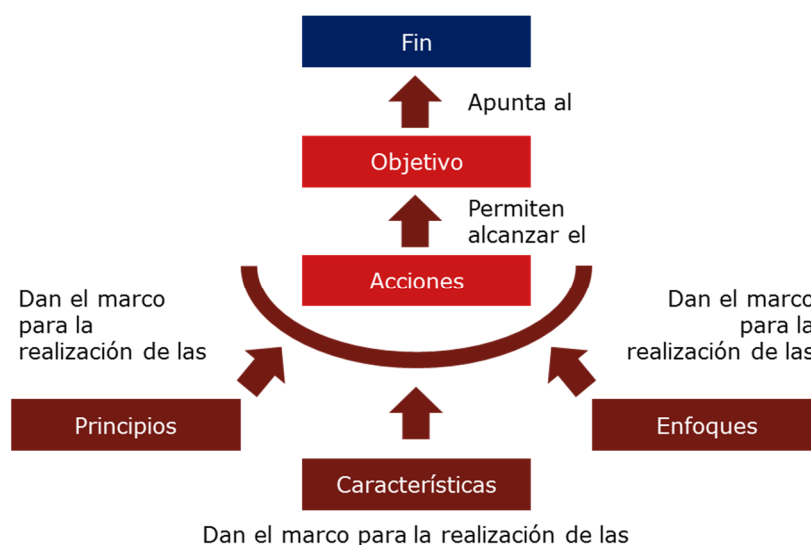 Fin
Apunta al
Objetivo
Permiten
alcanzar el
Acciones
Dan el marco
para la
realización de las
Dan el marco
para la
realización de las
Principios
Enfoques
Características
Dan el marco para la realización de las